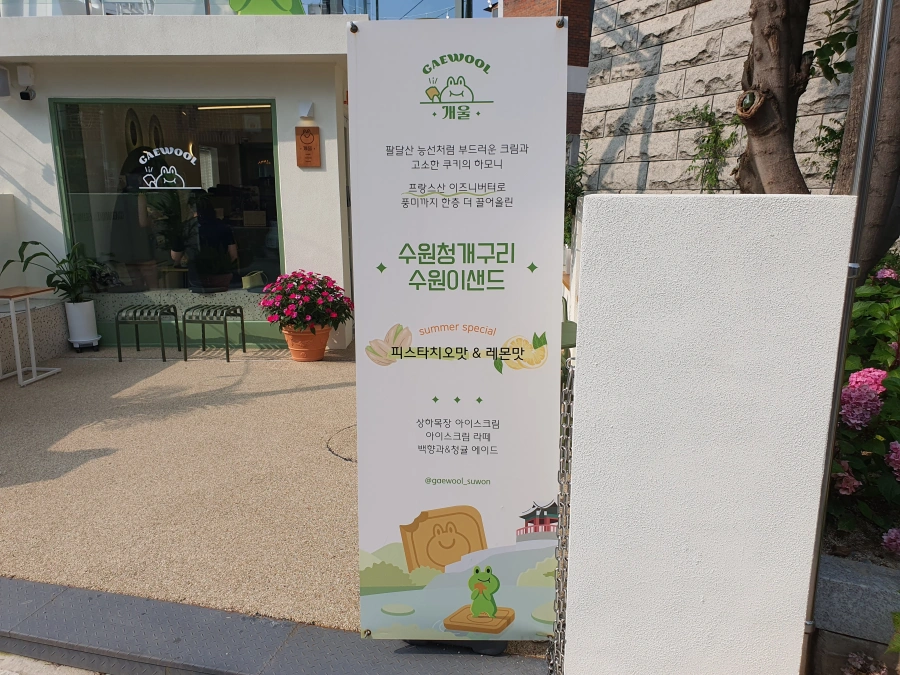 GAEWOOL
개울
팔달산 능선처럼 부드러운 크림과
고소한 쿠키의 하모니
프랑스산 이즈니버터로
풍미까지 한층 더 끌어올린
수원청개구리
수원이샌드
summer special
피스타치오맛 & 레몬맛
상하목장 아이스크림
아이스크림 라떼
백향과&청귤 에이드
@gaewool_suwon
GAEWOOL